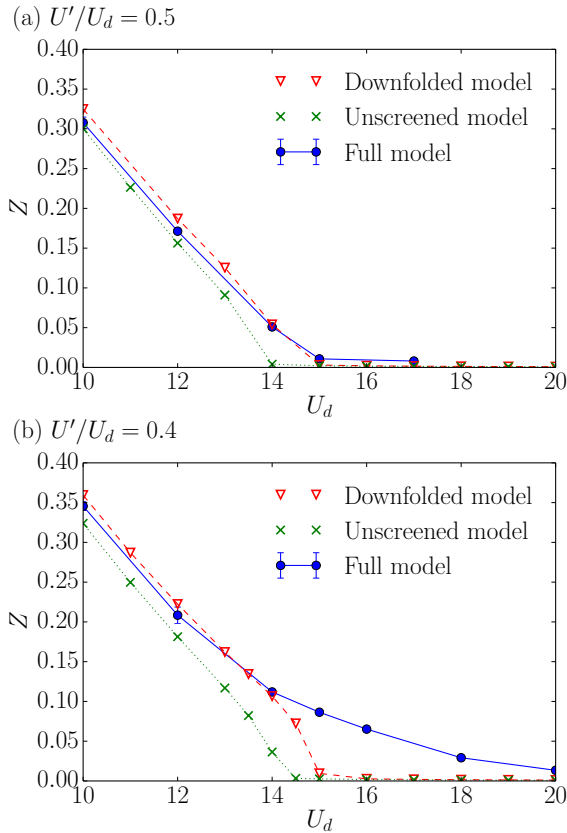 (a) U′/U_d = 0.5
0.40
Downfolded model
0.35
Unscreened model
0.30
Full model
0.25
Z
0.20
0.15
0.10
0.05
0.00
10 12 14 16 18 20
U_d
(b) U′/U_d = 0.4
0.40
Downfolded model
0.35
Unscreened model
0.30
Full model
0.25
Z
0.20
0.15
0.10
0.05
0.00
10 12 14 16 18 20
U_d